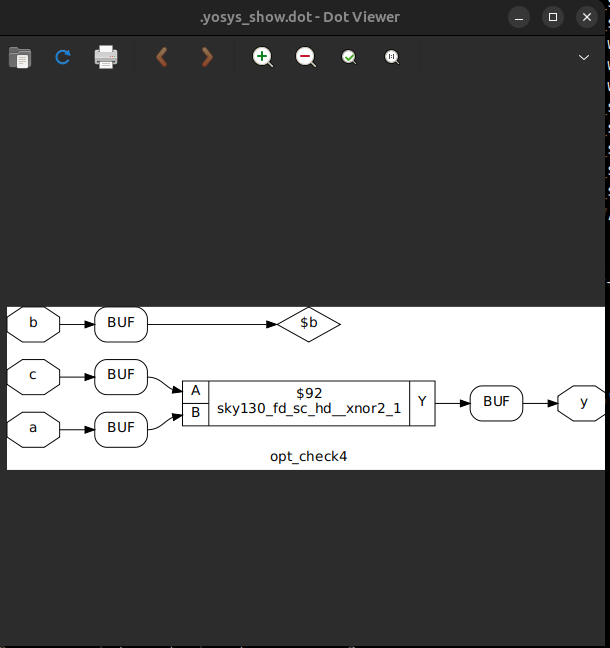 .yosys_show.dot - Dot Viewer
b
BUF
$b
c
BUF
A
$92
sky130_fd_sc_hd__xnor2_1
Y
BUF
y
a
BUF
B
opt_check4